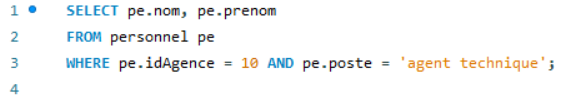 1 SELECT pe.nom, pe.prenom
2 FROM personnel pe
3 WHERE pe.idAgence = 10 AND pe.poste = 'agent technique';
4